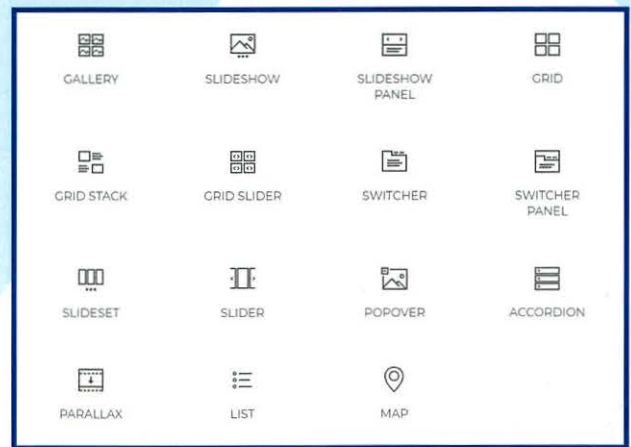 GALLERY
SLIDESHOW
SLIDESHOW
PANEL
GRID
GRID STACK
GRID SLIDER
SWITCHER
SWITCHER
PANEL
SLIDESET
SLIDER
POPOVER
ACCORDION
PARALLAX
LIST
MAP